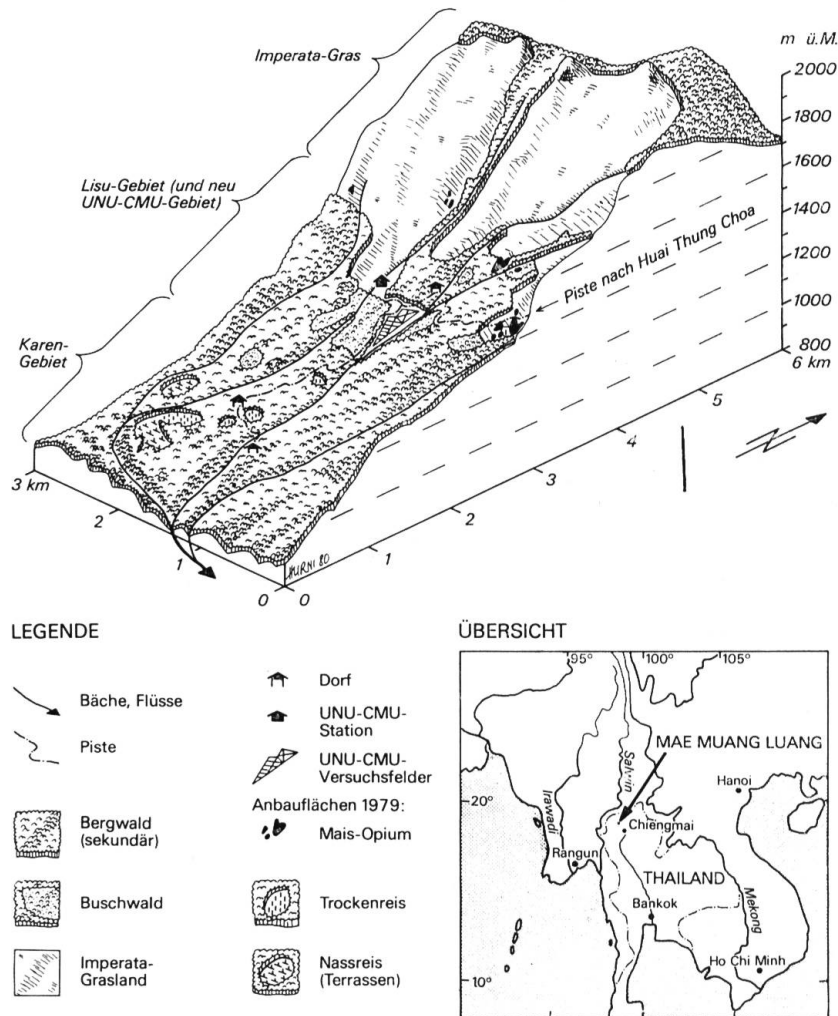 Imperata-Gras
Lisu-Gebiet (und neu
UNU-CMU-Gebiet)
Karen-
Gebiet
m ü.M.
2000
1800
1600
1400
1200
1000
800
6 km
Piste nach Huai Thung Choa
5
4
3
2
1
0
3 km
2
1
0
HURNI 80
LEGENDE
Bäche, Flüsse
Piste
Bergwald
(sekundär)
Buschwald
Imperata-
Grasland
Dorf
UNU-CMU-
Station
UNU-CMU-
Versuchsfelder
Anbauflächen 1979:
Mais-Opium
Trockenreis
Nassreis
(Terrassen)
ÜBERSICHT
95°
100°
105°
MAE MUANG LUANG
Salvin
Hanoi
20°
Irawadi
Chiengmai
Rangun
THAILAND
Bankok
Mekong
Ho Chi Minh
10°